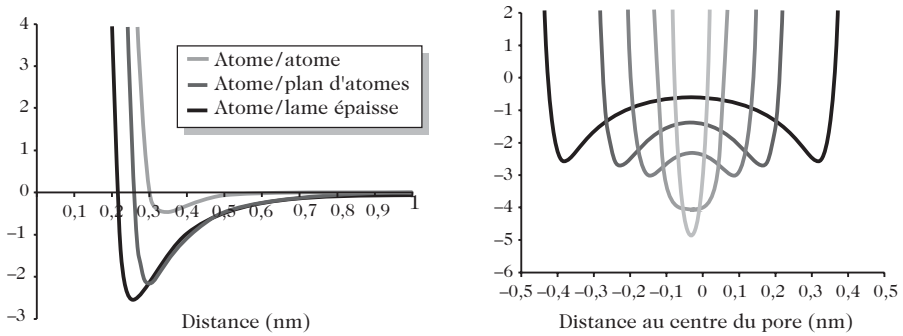 4
3
2
1
0
–1
–2
–3
0,1 0,2 0,3 0,4 0,5 0,6 0,7 0,8 0,9 1
Atome/atome
Atome/plan d'atomes
Atome/lame épaisse
Distance (nm)
2
1
0
–1
–2
–3
–4
–5
–6
–0,5 –0,4 –0,3 –0,2 –0,1 0 0,1 0,2 0,3 0,4 0,5
Distance au centre du pore (nm)